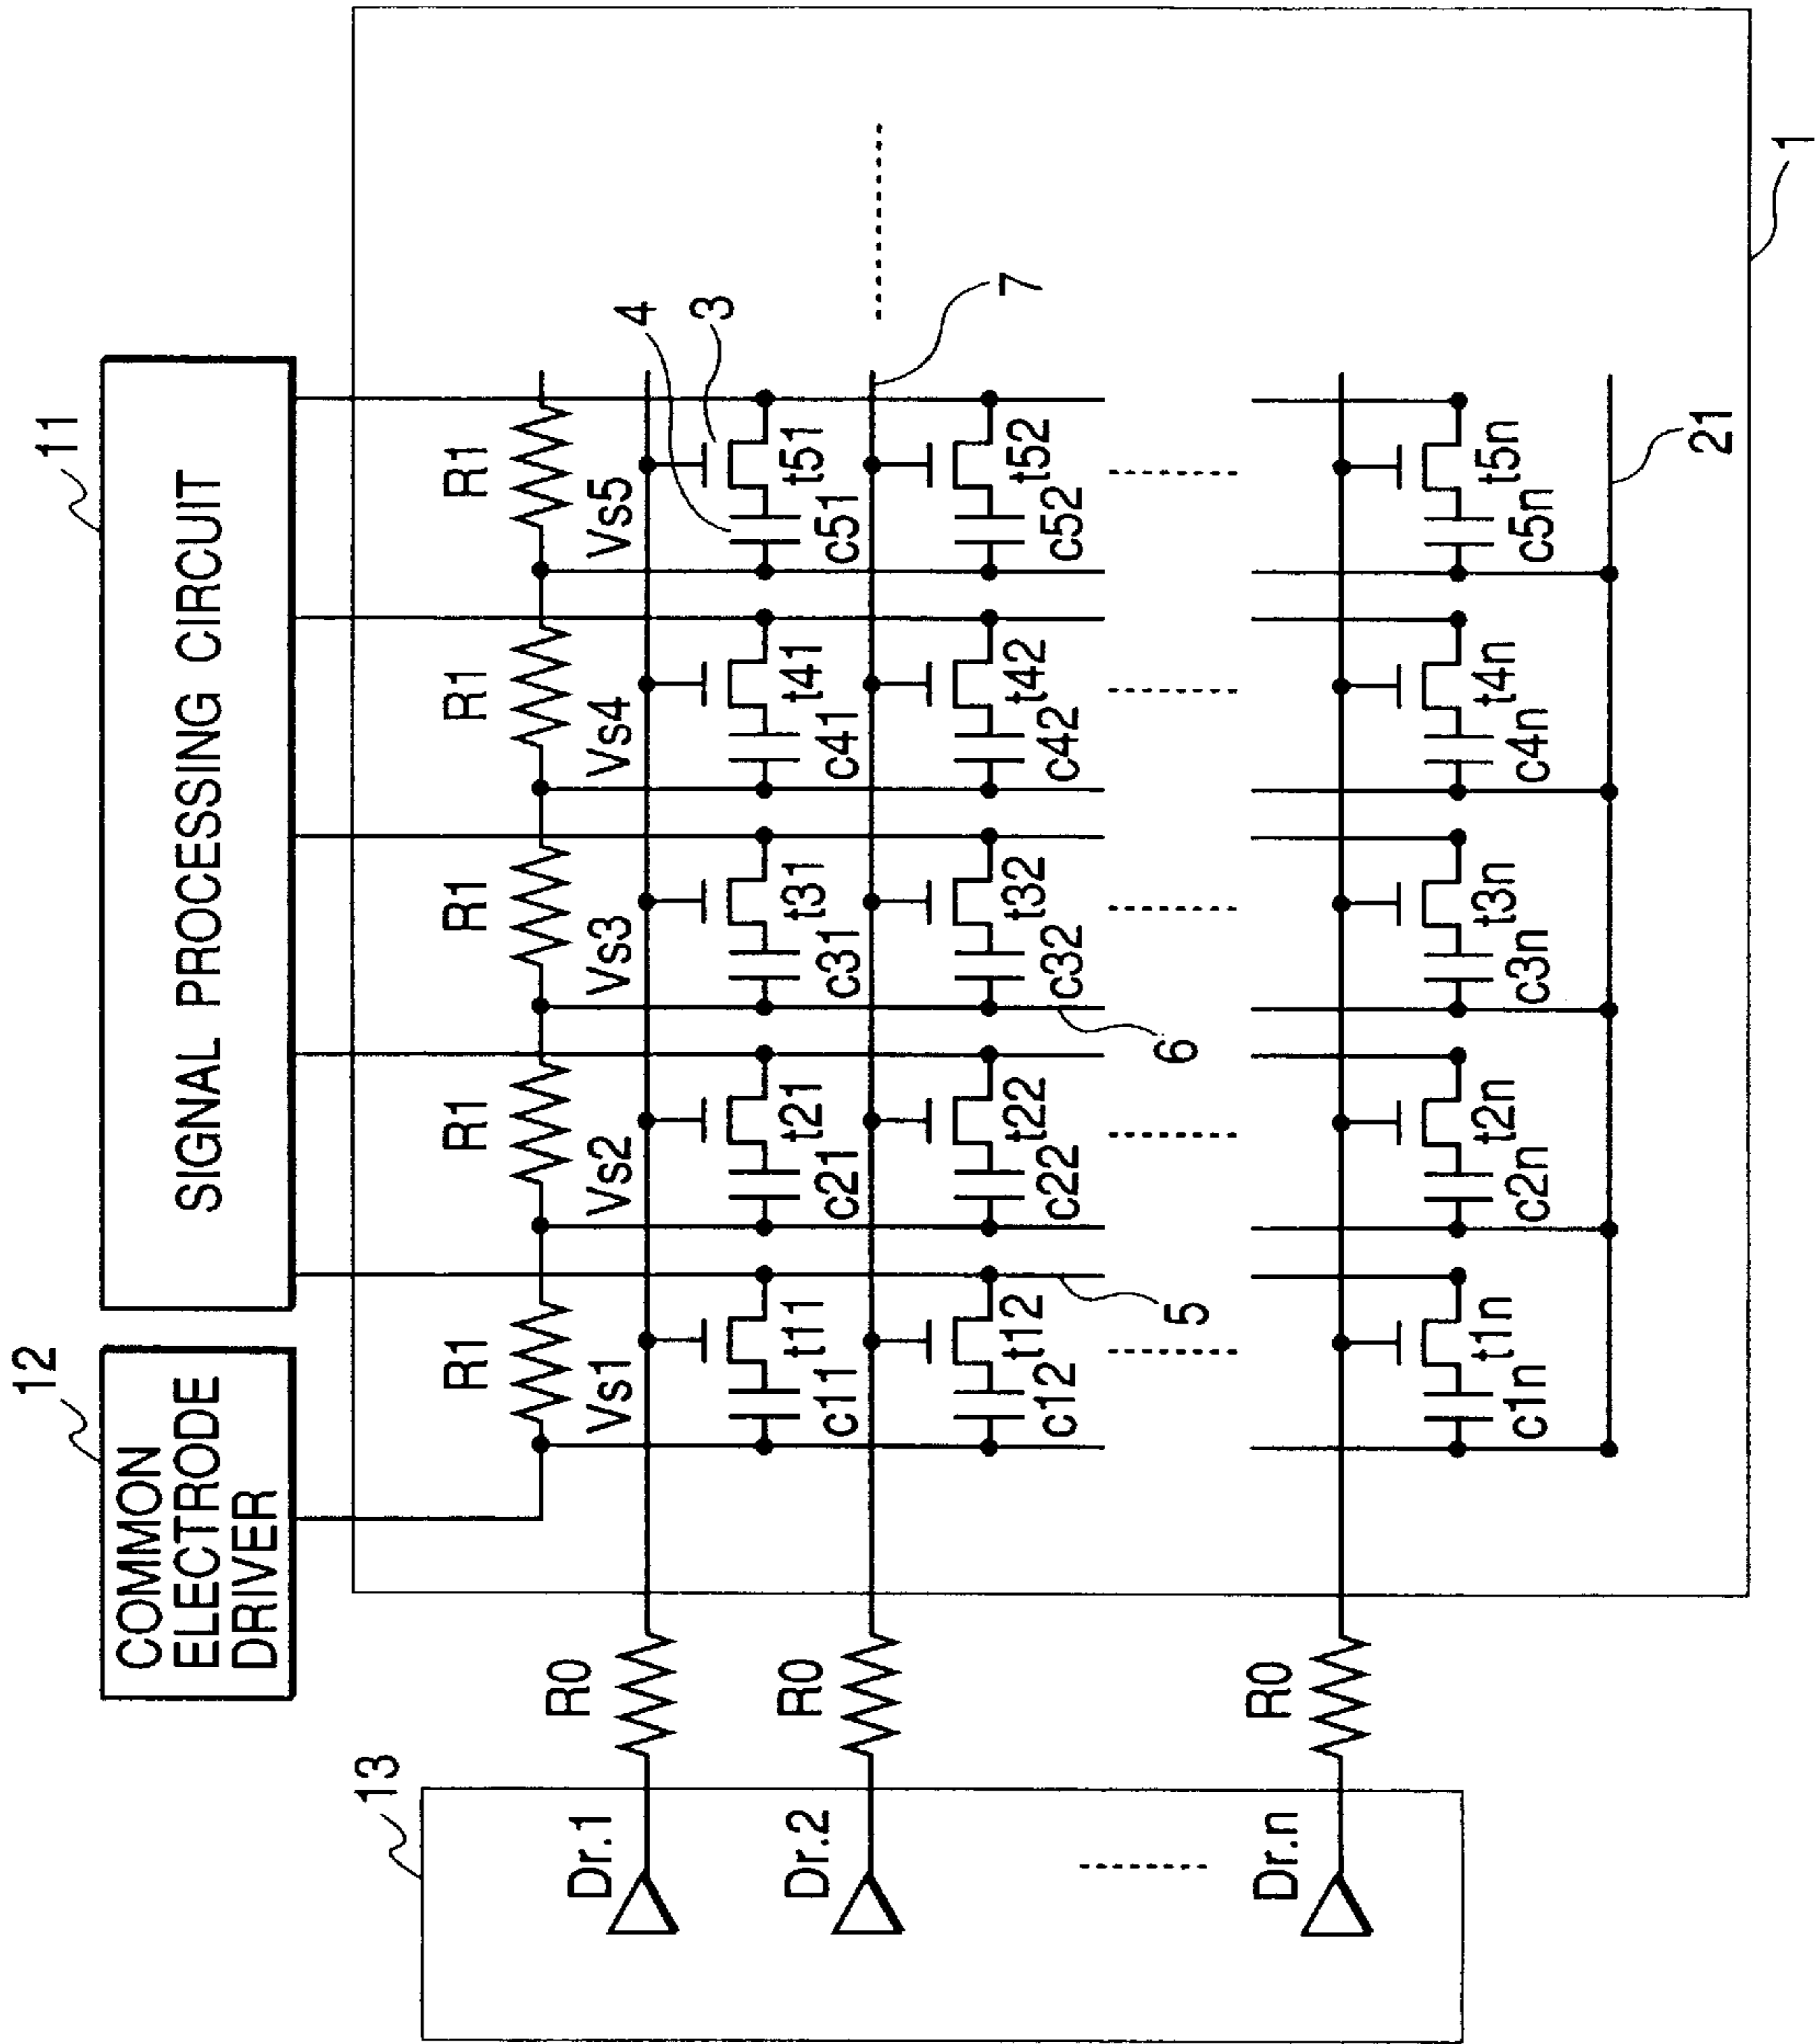 11
SIGNAL PROCESSING CIRCUIT
12
COMMON
ELECTRODE
DRIVER
R1 R1 R1 R1 R1
Vs1 Vs2 Vs3 Vs4 Vs5
4
3
13
Dr.1 R0
t11 t21 t31 t41 t51
c11 c21 c31 c41 c51
7
Dr.2 R0
t12 t22 t32 t42 t52
c12 c22 c32 c42 c52
5
6
Dr.n R0
t1n t2n t3n t4n t5n
c1n c2n c3n c4n c5n
21
1